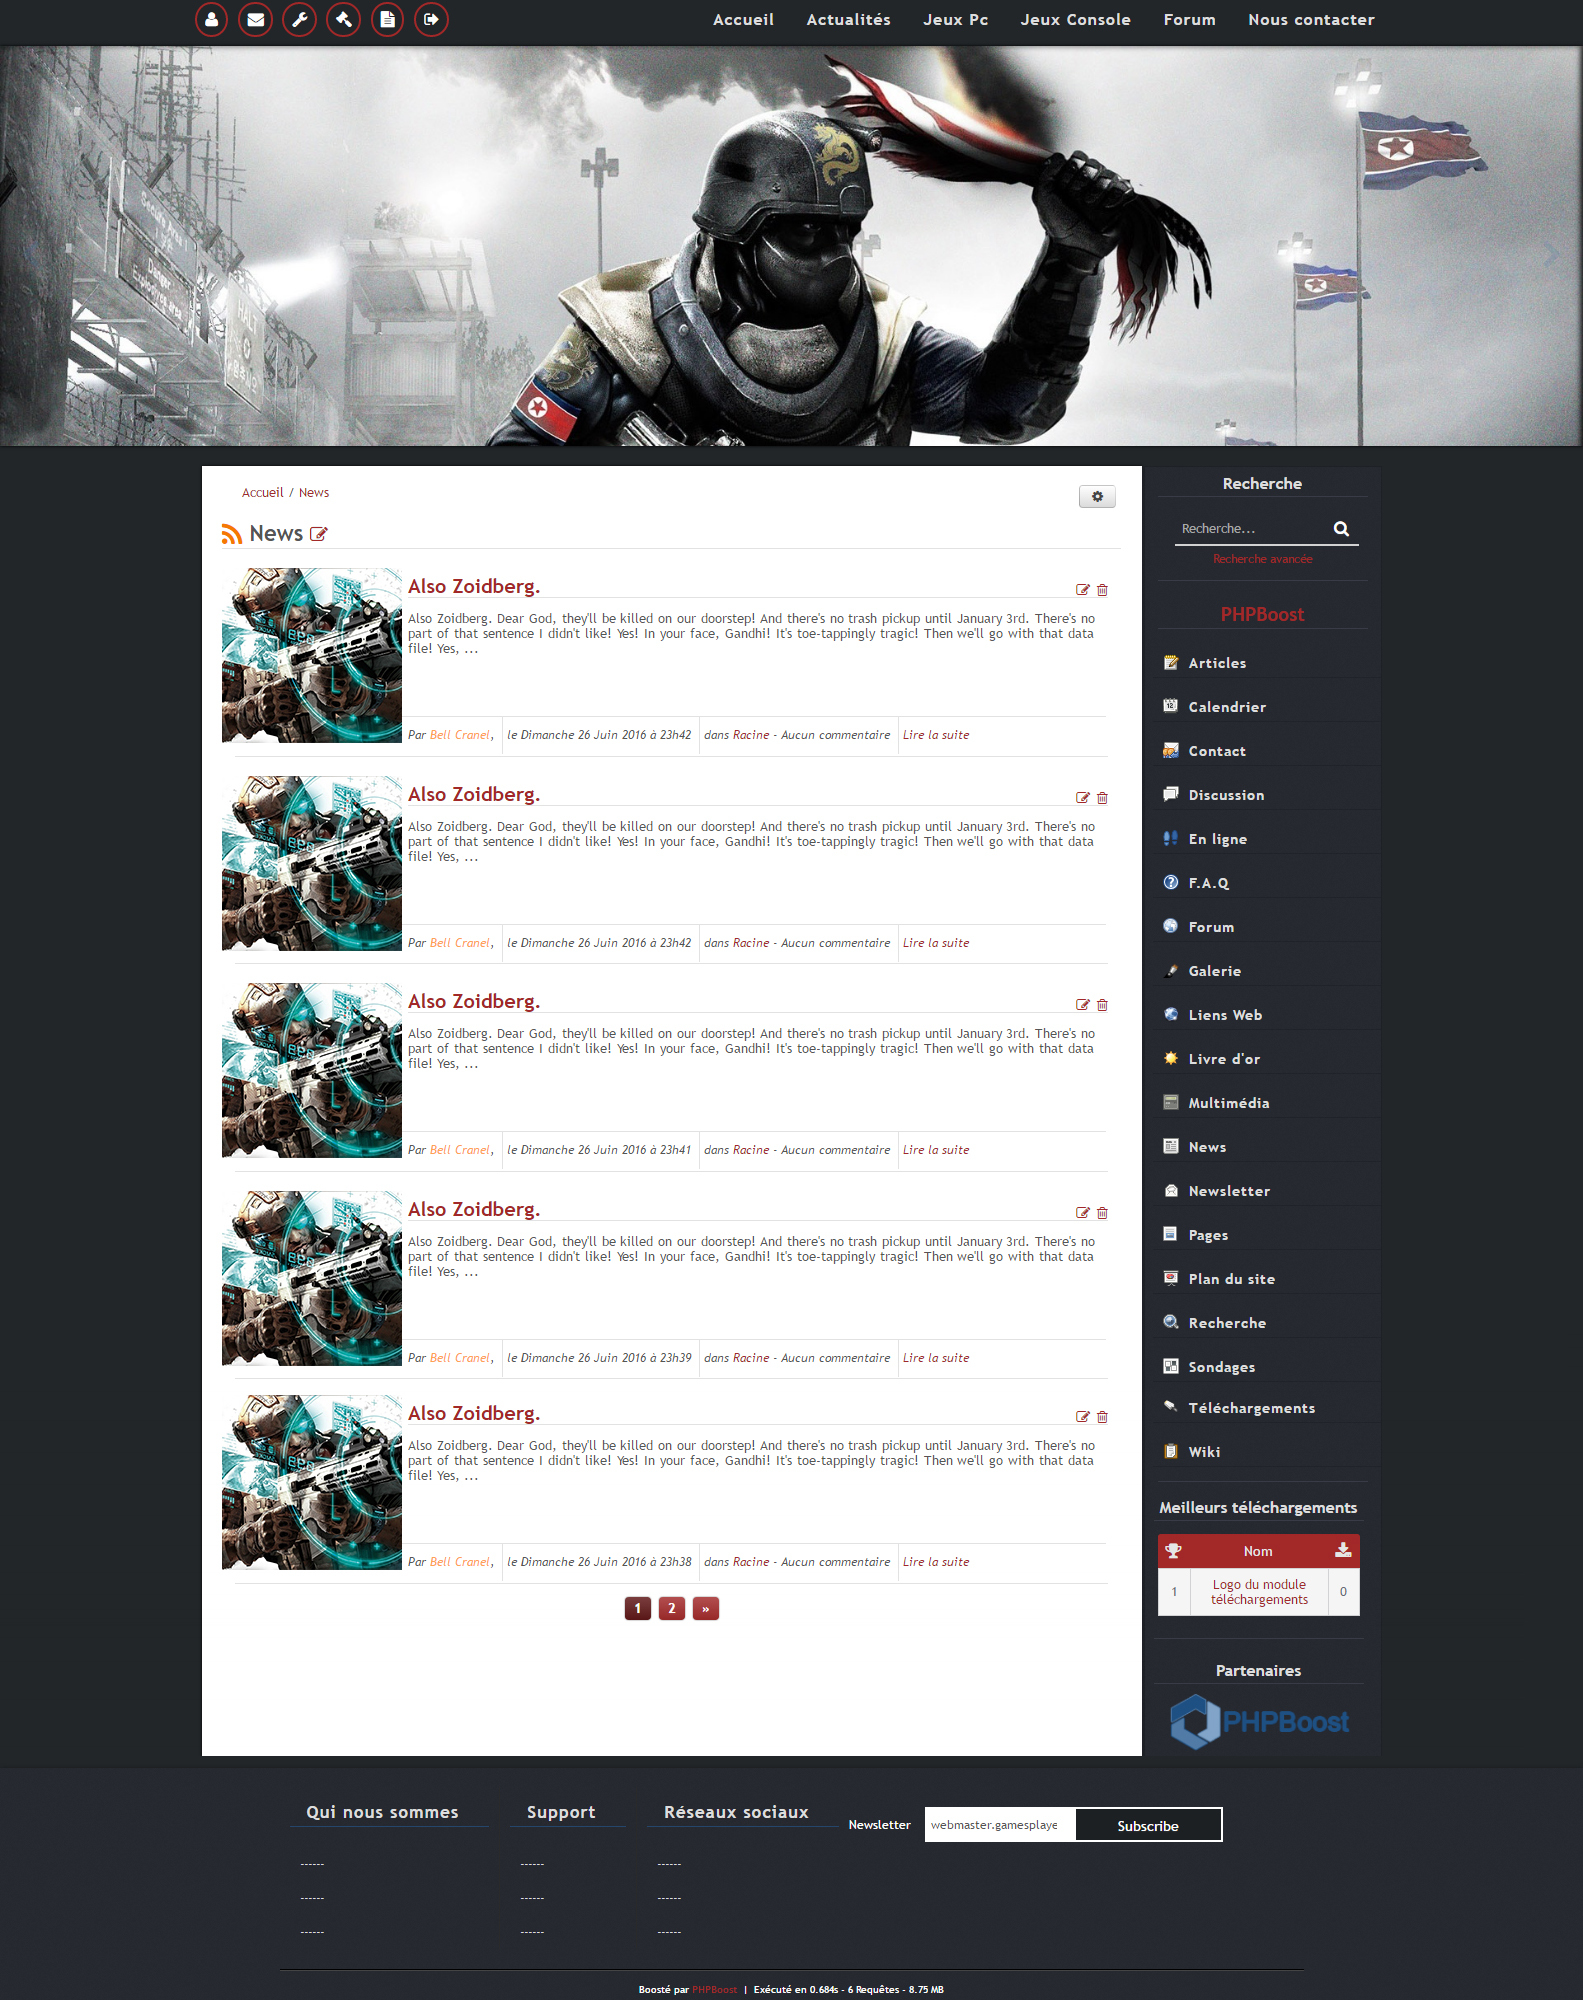 Accueil Actualités Jeux Pc Jeux Console Forum Nous contacter
HALT
Accueil / News
News
Also Zoidberg.
Also Zoidberg. Dear God, they'll be killed on our doorstep! And there's no trash pickup until January 3rd. There's no
part of that sentence I didn't like! Yes! In your face, Gandhi! It's toe-tappingly tragic! Then we'll go with that data
file! Yes, ...
Par Bell Cranel, le Dimanche 26 Juin 2016 à 23h42 dans Racine - Aucun commentaire Lire la suite
Also Zoidberg.
Also Zoidberg. Dear God, they'll be killed on our doorstep! And there's no trash pickup until January 3rd. There's no
part of that sentence I didn't like! Yes! In your face, Gandhi! It's toe-tappingly tragic! Then we'll go with that data
file! Yes, ...
Par Bell Cranel, le Dimanche 26 Juin 2016 à 23h42 dans Racine - Aucun commentaire Lire la suite
Also Zoidberg.
Also Zoidberg. Dear God, they'll be killed on our doorstep! And there's no trash pickup until January 3rd. There's no
part of that sentence I didn't like! Yes! In your face, Gandhi! It's toe-tappingly tragic! Then we'll go with that data
file! Yes, ...
Par Bell Cranel, le Dimanche 26 Juin 2016 à 23h41 dans Racine - Aucun commentaire Lire la suite
Also Zoidberg.
Also Zoidberg. Dear God, they'll be killed on our doorstep! And there's no trash pickup until January 3rd. There's no
part of that sentence I didn't like! Yes! In your face, Gandhi! It's toe-tappingly tragic! Then we'll go with that data
file! Yes, ...
Par Bell Cranel, le Dimanche 26 Juin 2016 à 23h39 dans Racine - Aucun commentaire Lire la suite
Also Zoidberg.
Also Zoidberg. Dear God, they'll be killed on our doorstep! And there's no trash pickup until January 3rd. There's no
part of that sentence I didn't like! Yes! In your face, Gandhi! It's toe-tappingly tragic! Then we'll go with that data
file! Yes, ...
Par Bell Cranel, le Dimanche 26 Juin 2016 à 23h38 dans Racine - Aucun commentaire Lire la suite
1 2 »
Recherche
Recherche...
Recherche avancée
PHPBoost
Articles
Calendrier
Contact
Discussion
En ligne
F.A.Q
Forum
Galerie
Liens Web
Livre d'or
Multimédia
News
Newsletter
Pages
Plan du site
Recherche
Sondages
Téléchargements
Wiki
Meilleurs téléchargements
Nom
1 Logo du module 0
téléchargements
Partenaires
PHPBoost
Qui nous sommes Support Réseaux sociaux
Newsletter webmaster.gamesplaye Subscribe
------ ------ ------
------ ------ ------
------ ------ ------
Boosté par PHPBoost | Exécuté en 0.684s - 6 Requêtes - 8.75 MB